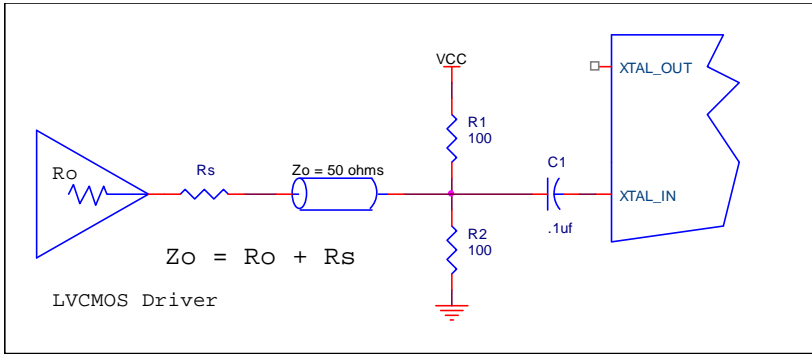 VCC
XTAL_OUT
R1
100
Ro
Rs
Zo = 50 ohms
C1
XTAL_IN
.1uf
R2
100
Zo = Ro + Rs
LVCMOS Driver